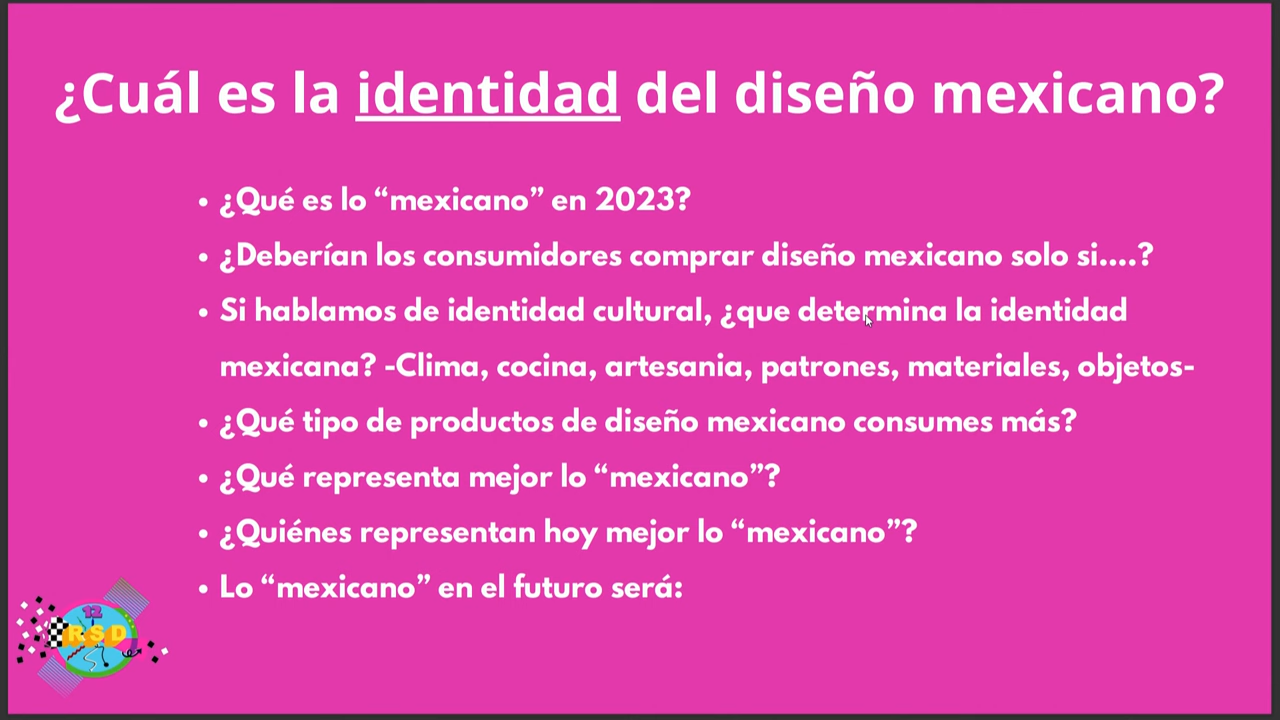 ¿Cuál es la identidad del diseño mexicano?
• ¿Qué es lo “mexicano” en 2023?
• ¿Deberían los consumidores comprar diseño mexicano solo si....?
• Si hablamos de identidad cultural, ¿que determina la identidad
mexicana? -Clima, cocina, artesania, patrones, materiales, objetos-
• ¿Qué tipo de productos de diseño mexicano consumes más?
• ¿Qué representa mejor lo “mexicano”?
• ¿Quiénes representan hoy mejor lo “mexicano”?
• Lo “mexicano” en el futuro será:
12
RSD